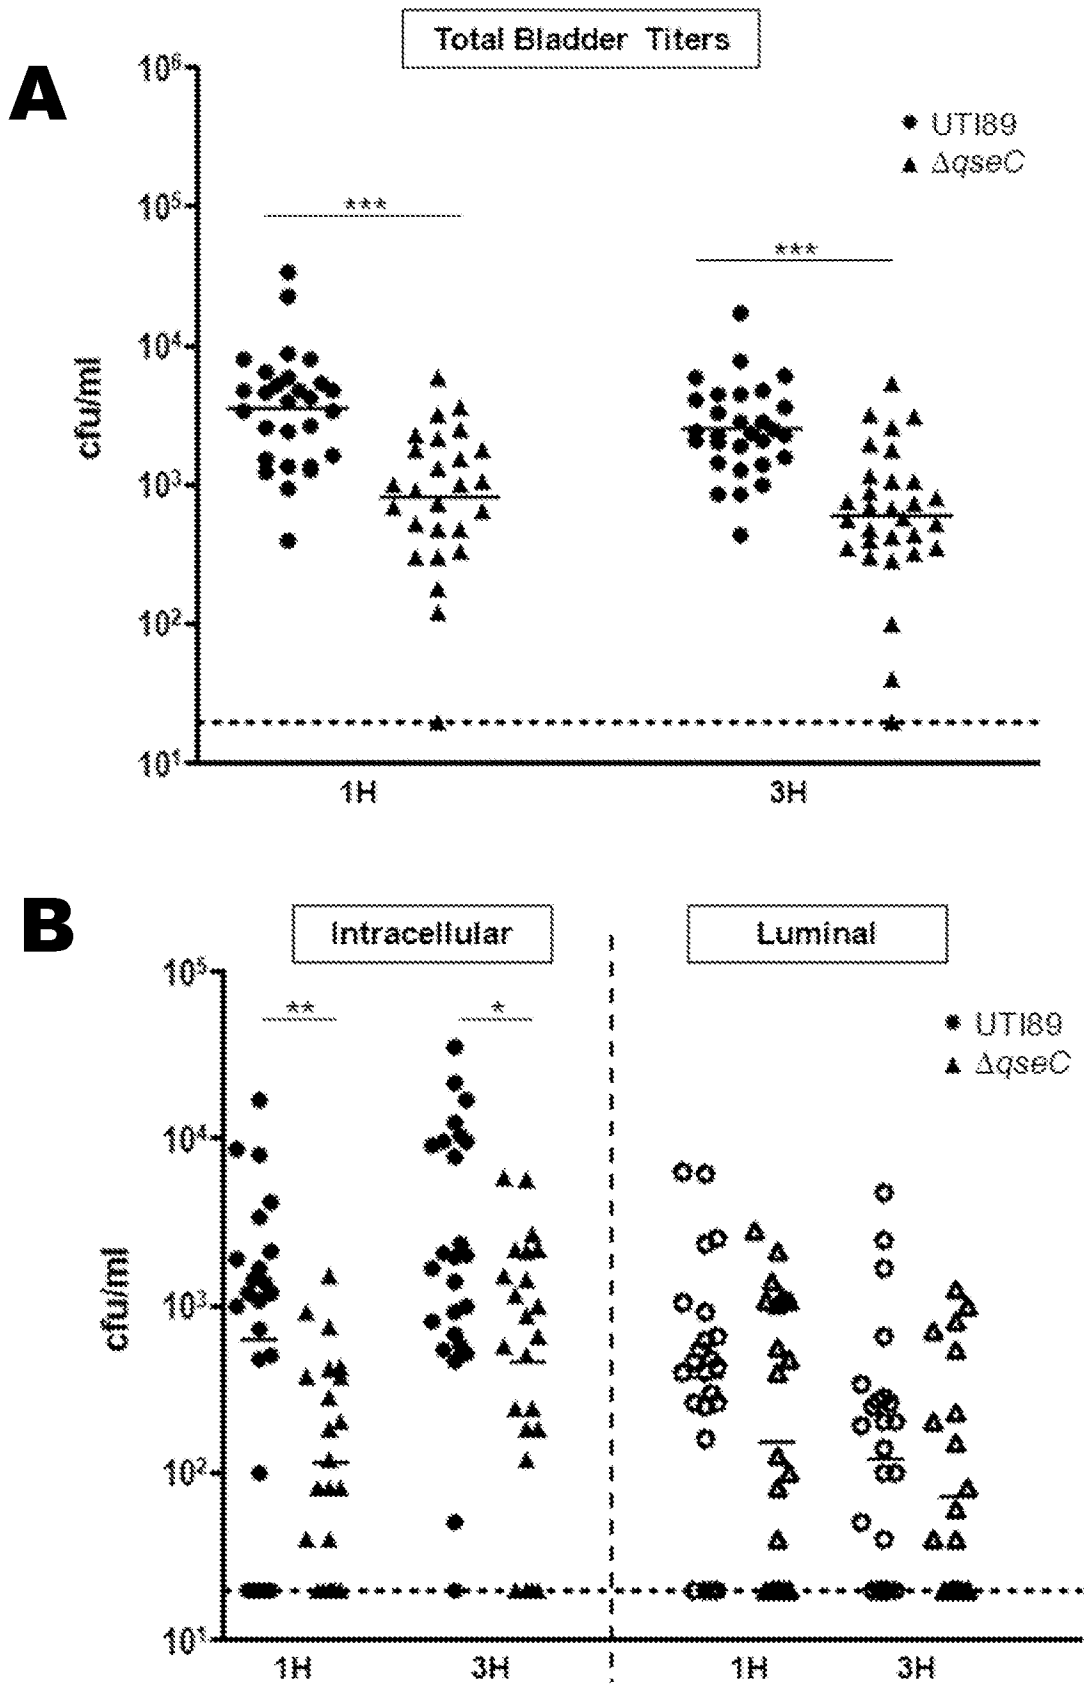 A
Total Bladder Titers
10⁶
10⁵
10⁴
10³
10²
10¹
cfu/ml
UTI89
ΔqseC
***
***
1H
3H
B
Intracellular
Luminal
10⁵
10⁴
10³
10²
10¹
cfu/ml
**
*
UTI89
ΔqseC
1H
3H
1H
3H